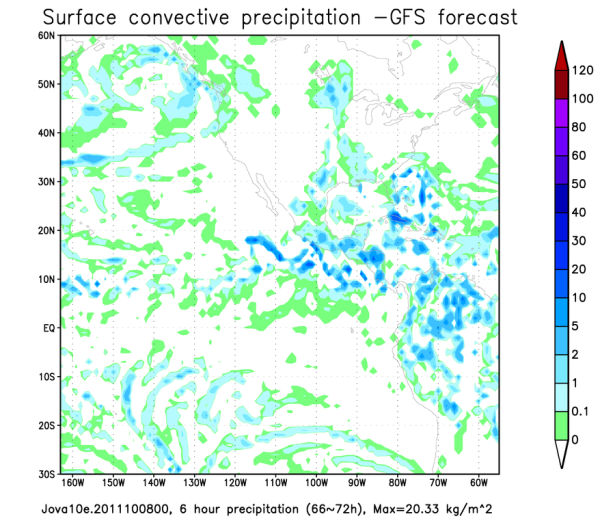 Surface convective precipitation -GFS forecast
60N
50N
40N
30N
20N
10N
EQ
10S
20S
30S
160W 150W 140W 130W 120W 110W 100W 90W 80W 70W 60W
120
100
80
60
50
40
30
20
10
5
2
1
0.1
0
Jova10e.2011100800, 6 hour precipitation (66~72h), Max=20.33 kg/m^2